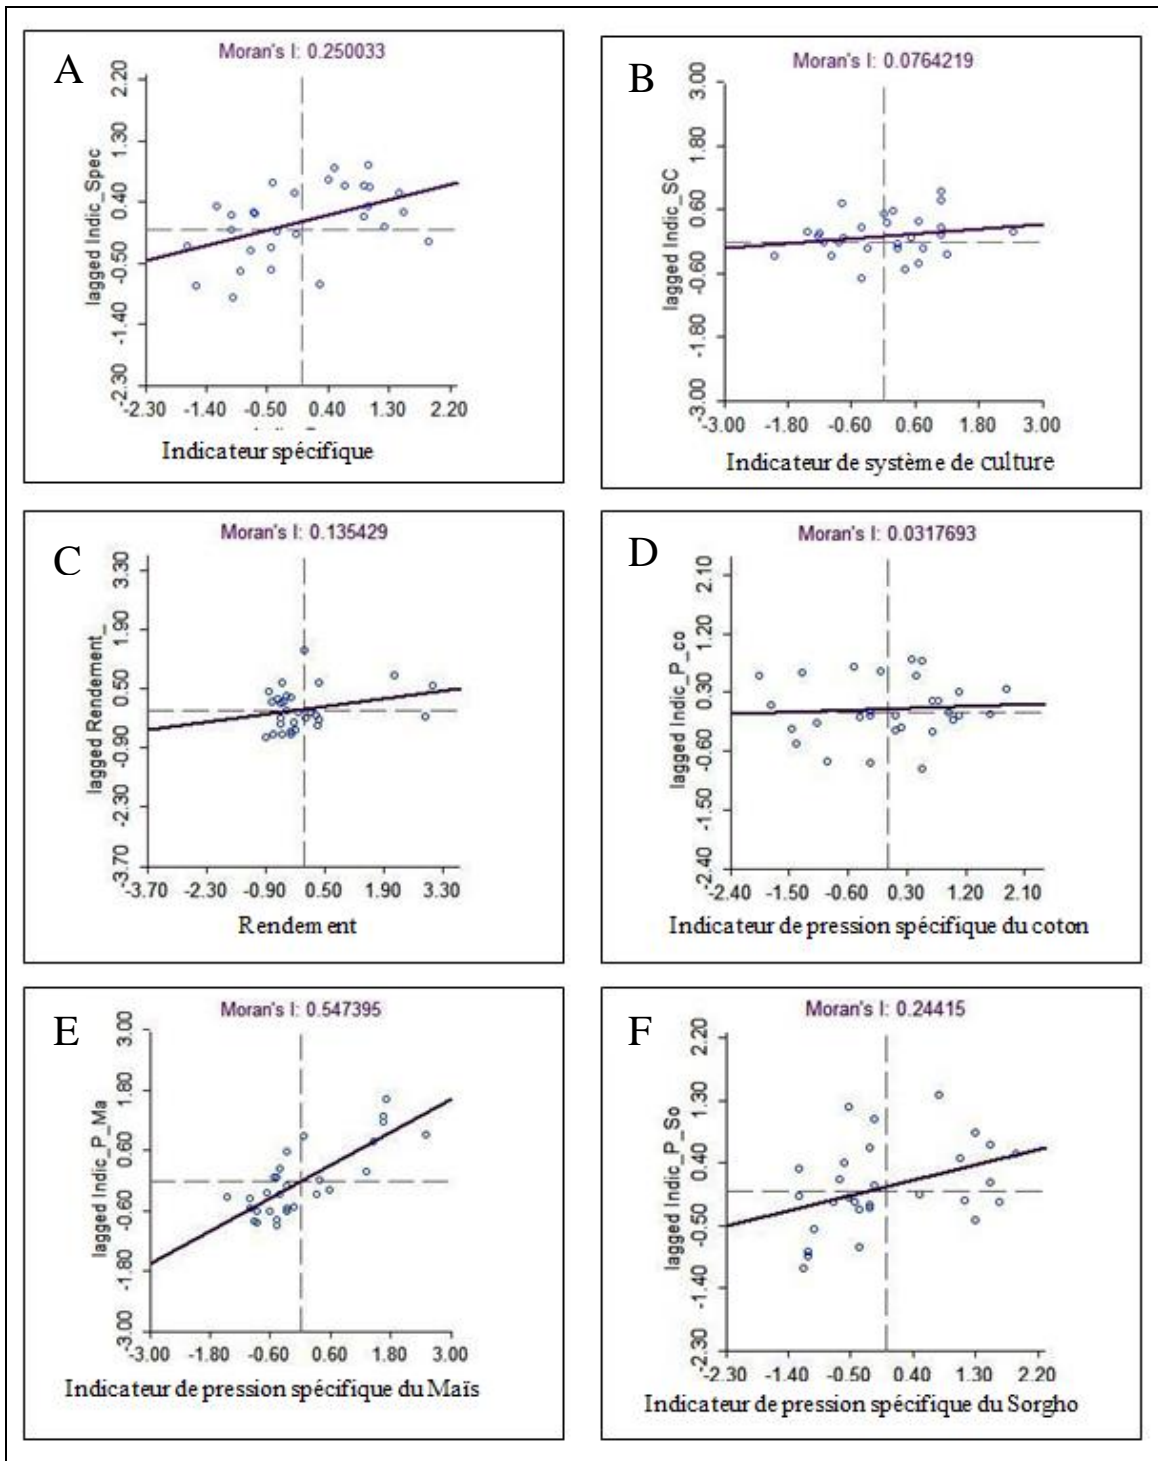 A
Moran's I: 0.250033
lagged Indic_Spec
2.20
1.30
0.40
-0.50
-1.40
-2.30
-2.30 -1.40 -0.50 0.40 1.30 2.20
Indicateur spécifique
B
Moran's I: 0.0764219
lagged Indic_SC
3.00
1.80
0.60
-0.60
-1.80
-3.00
-3.00 -1.80 -0.60 0.60 1.80 3.00
Indicateur de système de culture
C
Moran's I: 0.135429
lagged Rendement_
3.30
1.90
0.50
-0.90
-2.30
-3.70
-3.70 -2.30 -0.90 0.50 1.90 3.30
Rendement
D
Moran's I: 0.0317693
lagged Indic_P_co
2.10
1.20
0.30
-0.60
-1.50
-2.40
-2.40 -1.50 -0.60 0.30 1.20 2.10
Indicateur de pression spécifique du coton
E
Moran's I: 0.547395
lagged Indic_P_Ma
3.00
1.80
0.60
-0.60
-1.80
-3.00
-3.00 -1.80 -0.60 0.60 1.80 3.00
Indicateur de pression spécifique du Maïs
F
Moran's I: 0.24415
lagged Indic_P_So
2.20
1.30
0.40
-0.50
-1.40
-2.30
-2.30 -1.40 -0.50 0.40 1.30 2.20
Indicateur de pression spécifique du Sorgho